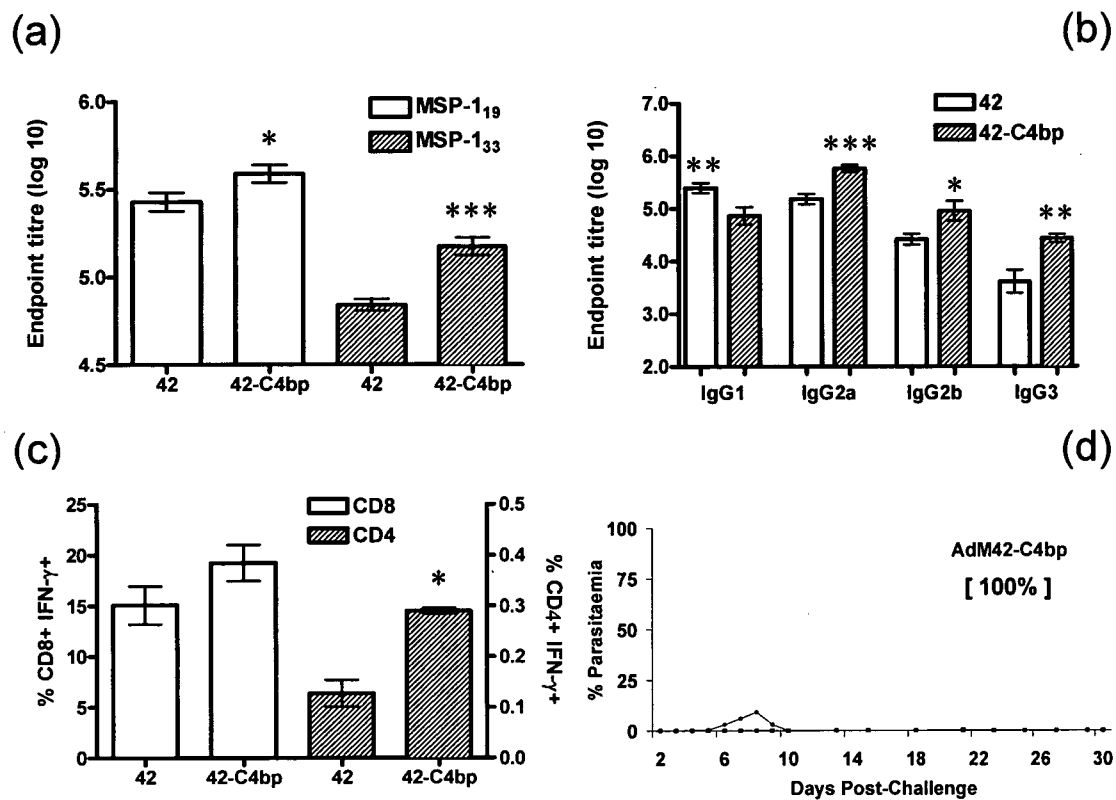 (a)
Endpoint titre (log 10)
6.0
5.5
5.0
4.5
MSP-1₁₉
MSP-1₃₃
*
***
42
42-C4bp
42
42-C4bp
(b)
Endpoint titre (log 10)
7.0
6.0
5.0
4.0
3.0
2.0
42
42-C4bp
**
***
*
**
IgG1
IgG2a
IgG2b
IgG3
(c)
% CD8+ IFN-γ+
25
20
15
10
5
0
CD8
CD4
*
0.5
0.4
0.3
0.2
0.1
0.0
% CD4+ IFN-γ+
42
42-C4bp
42
42-C4bp
(d)
% Parasitaemia
100
75
50
25
0
AdM42-C4bp
[ 100% ]
2 6 10 14 18 22 26 30
Days Post-Challenge